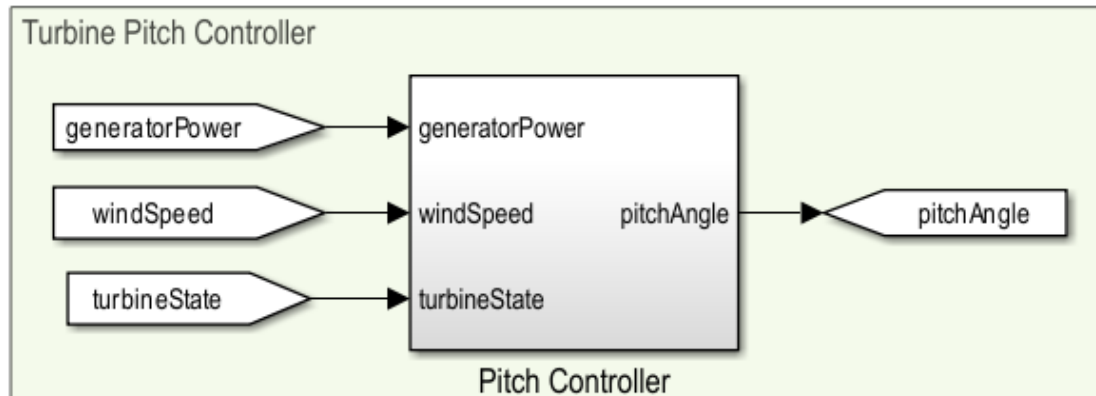 Turbine Pitch Controller
generatorPower
generatorPower
windSpeed
windSpeed
pitchAngle
pitchAngle
turbineState
turbineState
Pitch Controller